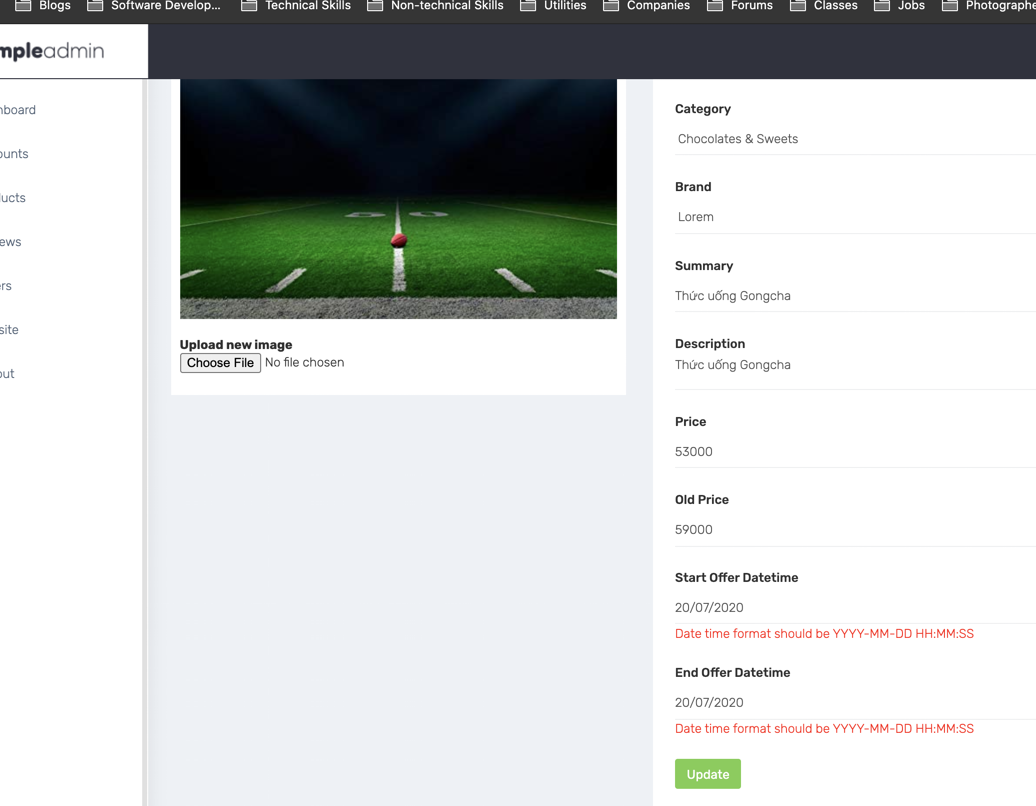 Blogs Software Develop... Technical Skills Non-technical Skills Utilities Companies Forums Classes Jobs Photographe
mpleadmin
nboard
ounts
ucts
ews
ers
site
out
5 0
Upload new image
Choose File No file chosen
Category
Chocolates & Sweets
Brand
Lorem
Summary
Thức uống Gongcha
Description
Thức uống Gongcha
Price
53000
Old Price
59000
Start Offer Datetime
20/07/2020
Date time format should be YYYY-MM-DD HH:MM:SS
End Offer Datetime
20/07/2020
Date time format should be YYYY-MM-DD HH:MM:SS
Update